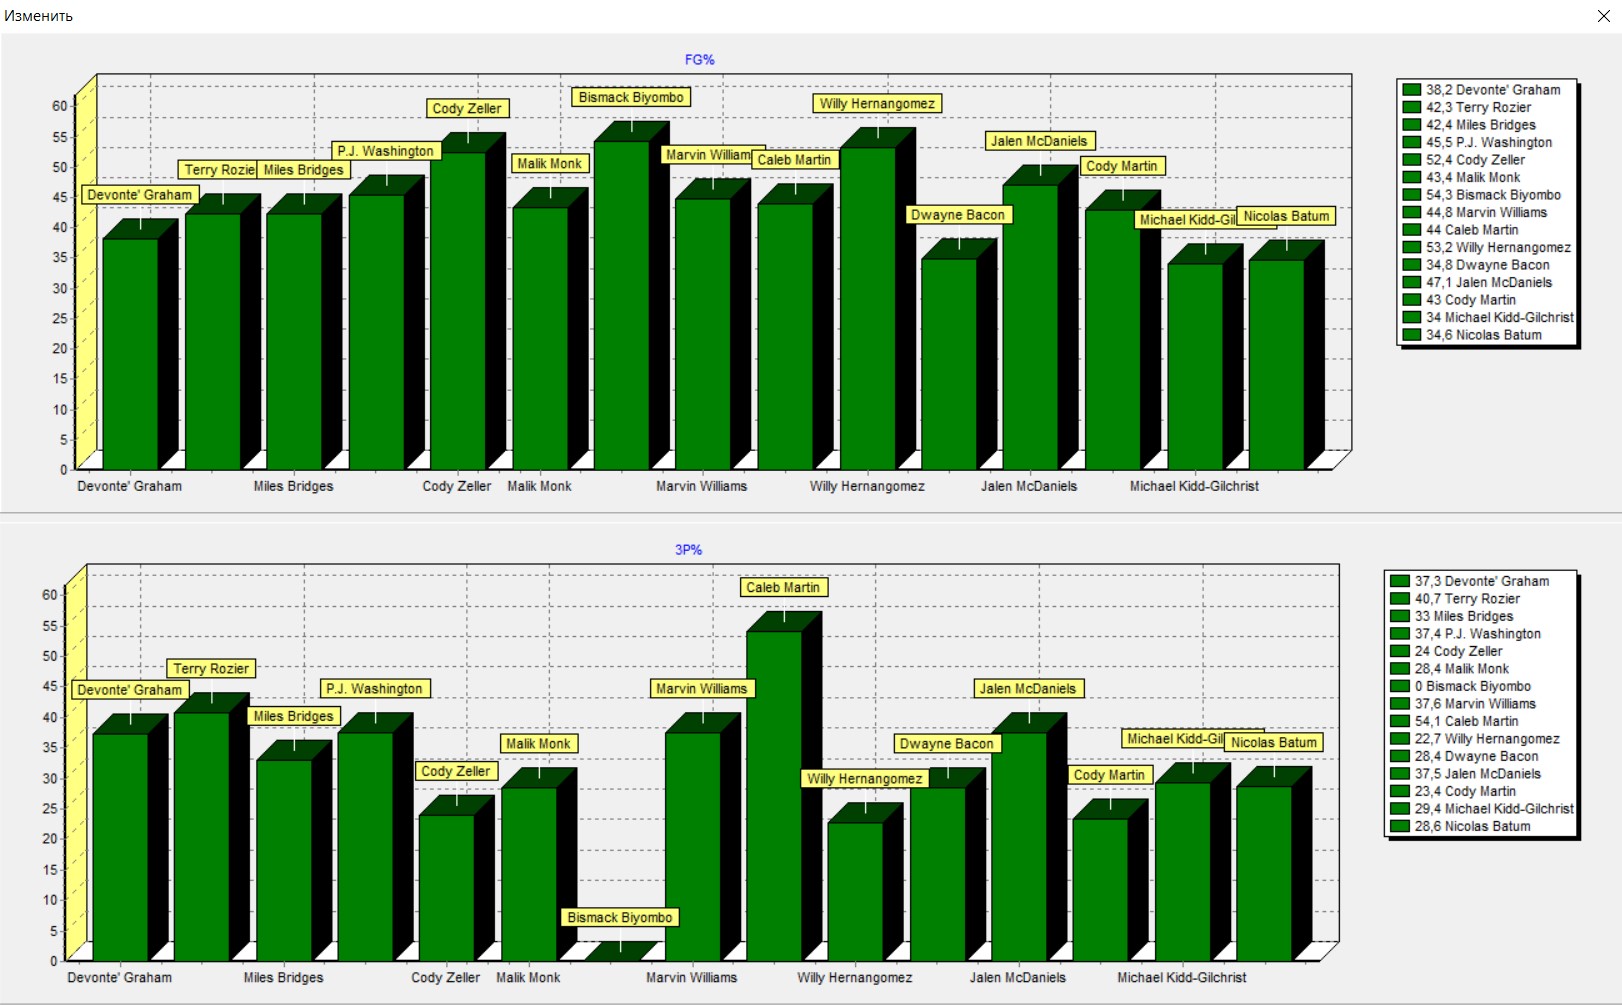 Изменить
FG%
60
55
50
45
40
35
30
25
20
15
10
5
0
Devonte' Graham
Terry Rozie
Miles Bridges
P.J. Washington
Cody Zeller
Malik Monk
Bismack Biyombo
Marvin William
Caleb Martin
Willy Hernangomez
Dwayne Bacon
Jalen McDaniels
Cody Martin
Michael Kidd-Gil
Nicolas Batum
Devonte' Graham Miles Bridges Cody Zeller Malik Monk Marvin Williams Willy Hernangomez Jalen McDaniels Michael Kidd-Gilchrist
38,2 Devonte' Graham
42,3 Terry Rozier
42,4 Miles Bridges
45,5 P.J. Washington
52,4 Cody Zeller
43,4 Malik Monk
54,3 Bismack Biyombo
44,8 Marvin Williams
44 Caleb Martin
53,2 Willy Hernangomez
34,8 Dwayne Bacon
47,1 Jalen McDaniels
43 Cody Martin
34 Michael Kidd-Gilchrist
34,6 Nicolas Batum
3P%
60
55
50
45
40
35
30
25
20
15
10
5
0
Devonte' Graham
Terry Rozier
Miles Bridges
P.J. Washington
Cody Zeller
Malik Monk
Bismack Biyombo
Marvin Williams
Caleb Martin
Willy Hernangomez
Dwayne Bacon
Jalen McDaniels
Cody Martin
Michael Kidd-Gil
Nicolas Batum
Devonte' Graham Miles Bridges Cody Zeller Malik Monk Marvin Williams Willy Hernangomez Jalen McDaniels Michael Kidd-Gilchrist
37,3 Devonte' Graham
40,7 Terry Rozier
33 Miles Bridges
37,4 P.J. Washington
24 Cody Zeller
28,4 Malik Monk
0 Bismack Biyombo
37,6 Marvin Williams
54,1 Caleb Martin
22,7 Willy Hernangomez
28,4 Dwayne Bacon
37,5 Jalen McDaniels
23,4 Cody Martin
29,4 Michael Kidd-Gilchrist
28,6 Nicolas Batum